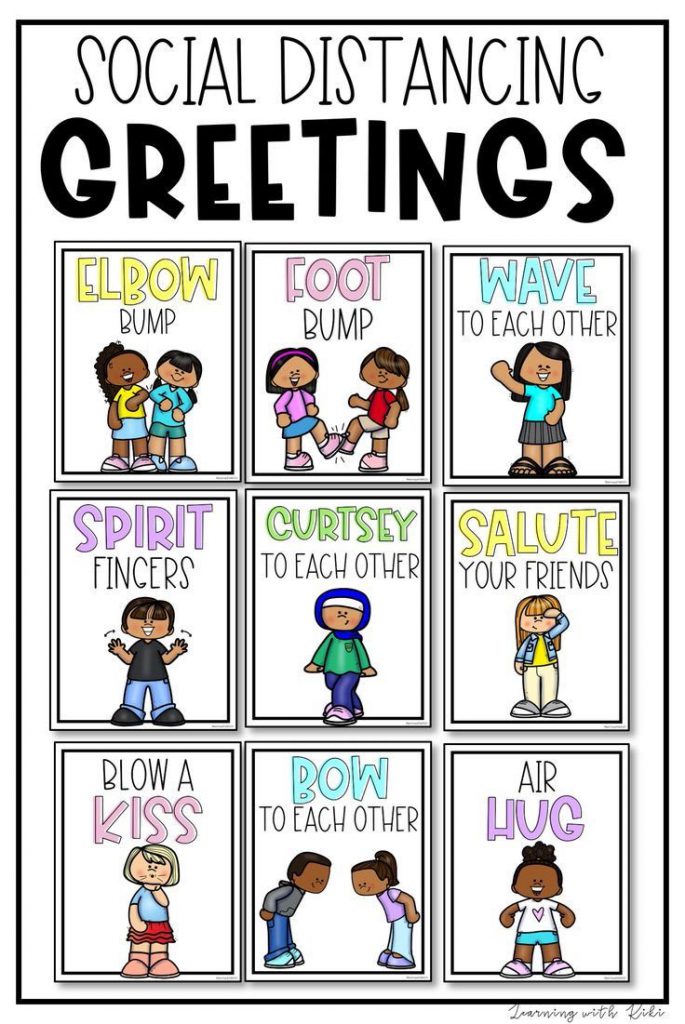 SOCIAL DISTANCING
GREETINGS
ELBOW
BUMP
FOOT
BUMP
WAVE
TO EACH OTHER
SPIRIT
FINGERS
CURTSEY
TO EACH OTHER
SALUTE
YOUR FRIENDS
BLOW A
KISS
BOW
TO EACH OTHER
AIR
HUG
Learning with Kiki